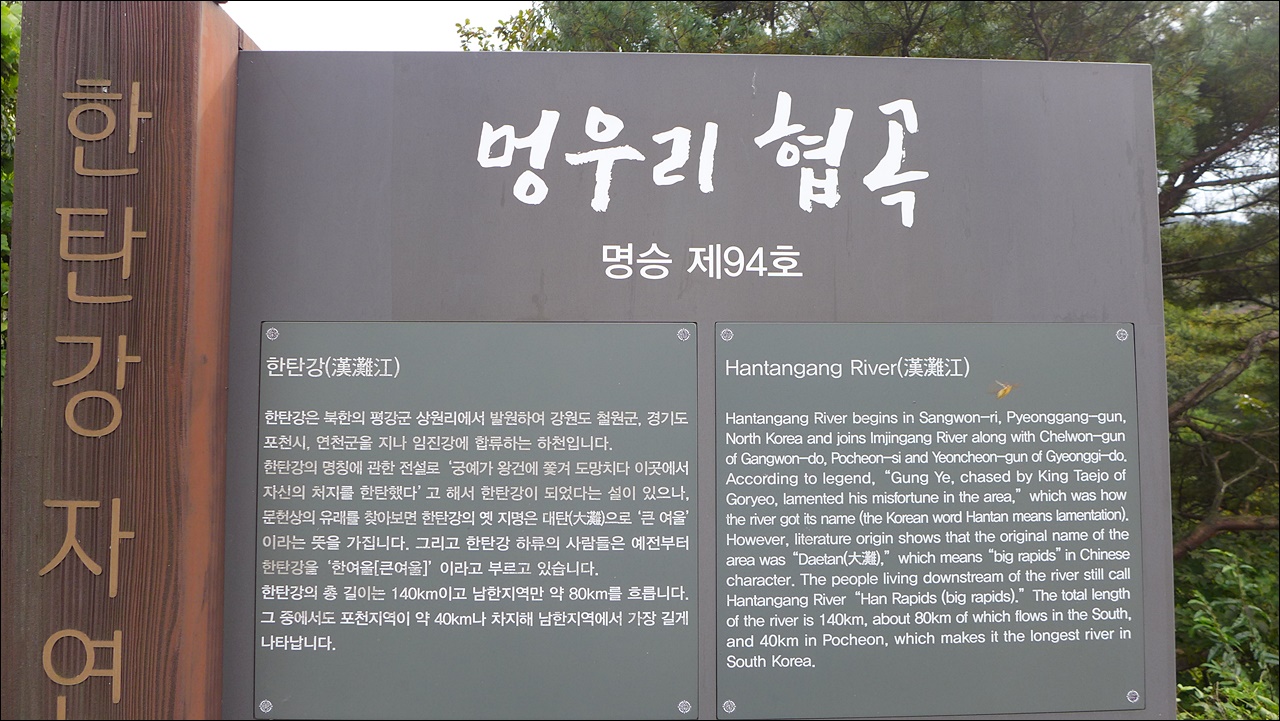 한탄강 자연
멍우리 협곡
명승 제94호
한탄강(漢灘江)
한탄강은 북한의 평강군 상원리에서 발원하여 강원도 철원군, 경기도
포천시, 연천군을 지나 임진강에 합류하는 하천입니다.
한탄강의 명칭에 관한 전설로 ‘궁예가 왕건에 쫓겨 도망치다 이곳에서
자신의 처지를 한탄했다’고 해서 한탄강이 되었다는 설이 있으나,
문헌상의 유래를 찾아보면 한탄강의 옛 지명은 대탄(大灘)으로 ‘큰 여울’
이라는 뜻을 가집니다. 그리고 한탄강 하류의 사람들은 예전부터
한탄강을 ‘한여울[큰여울]’ 이라고 부르고 있습니다.
한탄강의 총 길이는 140km이고 남한지역만 약 80km를 흐릅니다.
그 중에서도 포천지역이 약 40km나 차지해 남한지역에서 가장 길게
나타납니다.
Hantangang River(漢灘江)
Hantangang River begins in Sangwon-ri, Pyeonggang-gun,
North Korea and joins Imjingang River along with Chelwon-gun
of Gangwon-do, Pocheon-si and Yeoncheon-gun of Gyeonggi-do.
According to legend, “Gung Ye, chased by King Taejo of
Goryeo, lamented his misfortune in the area,” which was how
the river got its name (the Korean word Hantan means lamentation).
However, literature origin shows that the original name of the
area was “Daetan(大灘),” which means “big rapids” in Chinese
character. The people living downstream of the river still call
Hantangang River “Han Rapids (big rapids).” The total length
of the river is 140km, about 80km of which flows in the South,
and 40km in Pocheon, which makes it the longest river in
South Korea.